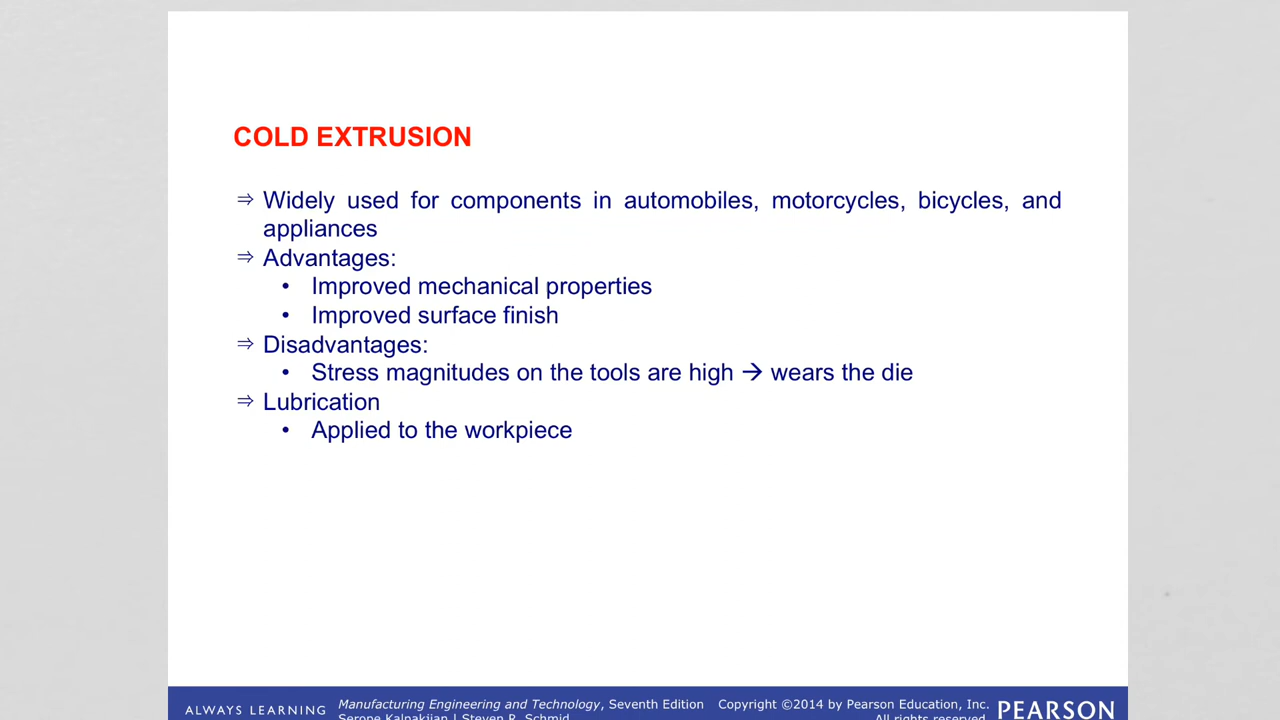 COLD EXTRUSION
⇒ Widely used for components in automobiles, motorcycles, bicycles, and
appliances
⇒ Advantages:
• Improved mechanical properties
• Improved surface finish
⇒ Disadvantages:
• Stress magnitudes on the tools are high → wears the die
⇒ Lubrication
• Applied to the workpiece
ALWAYS LEARNING
Manufacturing Engineering and Technology, Seventh Edition
Serope Kalpakjian | Steven R. Schmid
Copyright ©2014 by Pearson Education, Inc.
All rights reserved.
PEARSON